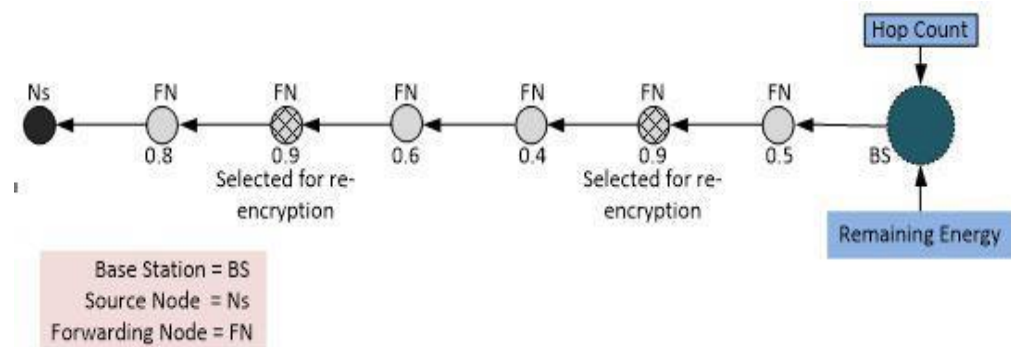 Hop Count
Ns FN FN FN FN FN FN
0.8 0.9 0.6 0.4 0.9 0.5 BS
Selected for re- Selected for re-
encryption encryption
Remaining Energy
Base Station = BS
Source Node = Ns
Forwarding Node = FN